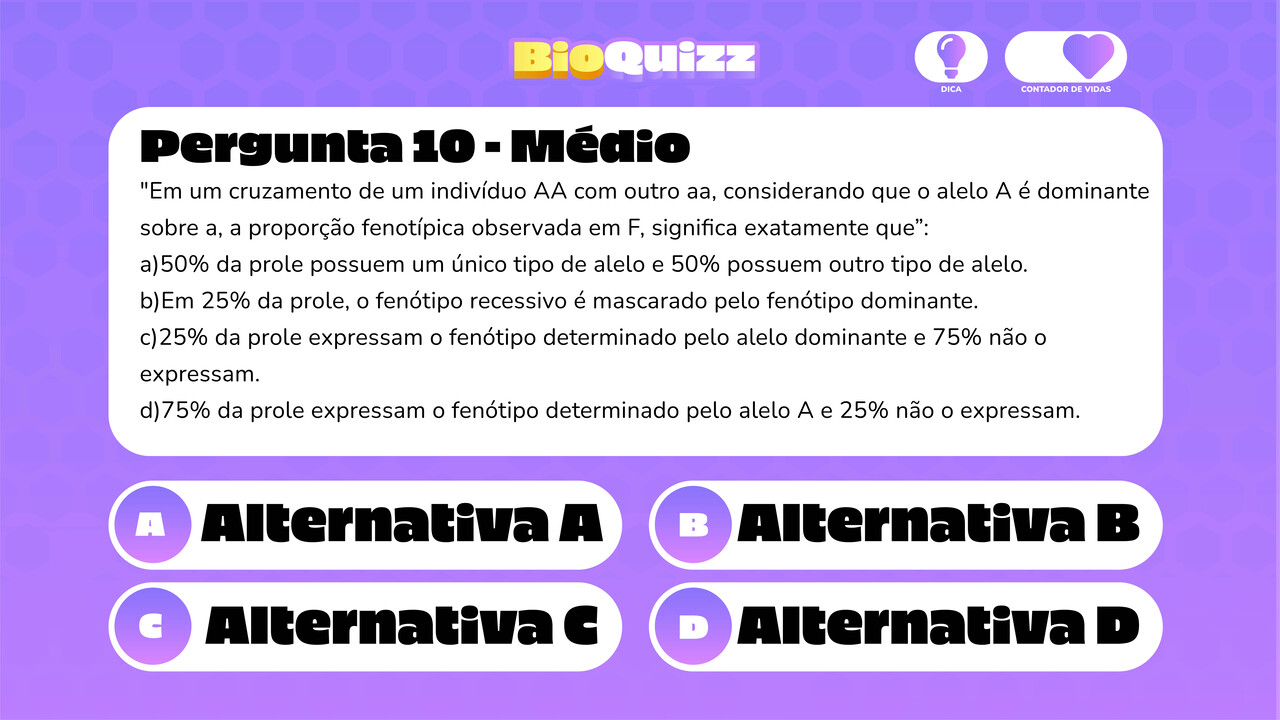 BioQuizz
DICA
CONTADOR DE VIDAS
Pergunta 10 - Médio
"Em um cruzamento de um indivíduo AA com outro aa, considerando que o alelo A é dominante
sobre a, a proporção fenotípica observada em F, significa exatamente que”:
a)50% da prole possuem um único tipo de alelo e 50% possuem outro tipo de alelo.
b)Em 25% da prole, o fenótipo recessivo é mascarado pelo fenótipo dominante.
c)25% da prole expressam o fenótipo determinado pelo alelo dominante e 75% não o
expressam.
d)75% da prole expressam o fenótipo determinado pelo alelo A e 25% não o expressam.
A Alternativa A
B Alternativa B
C Alternativa C
D Alternativa D